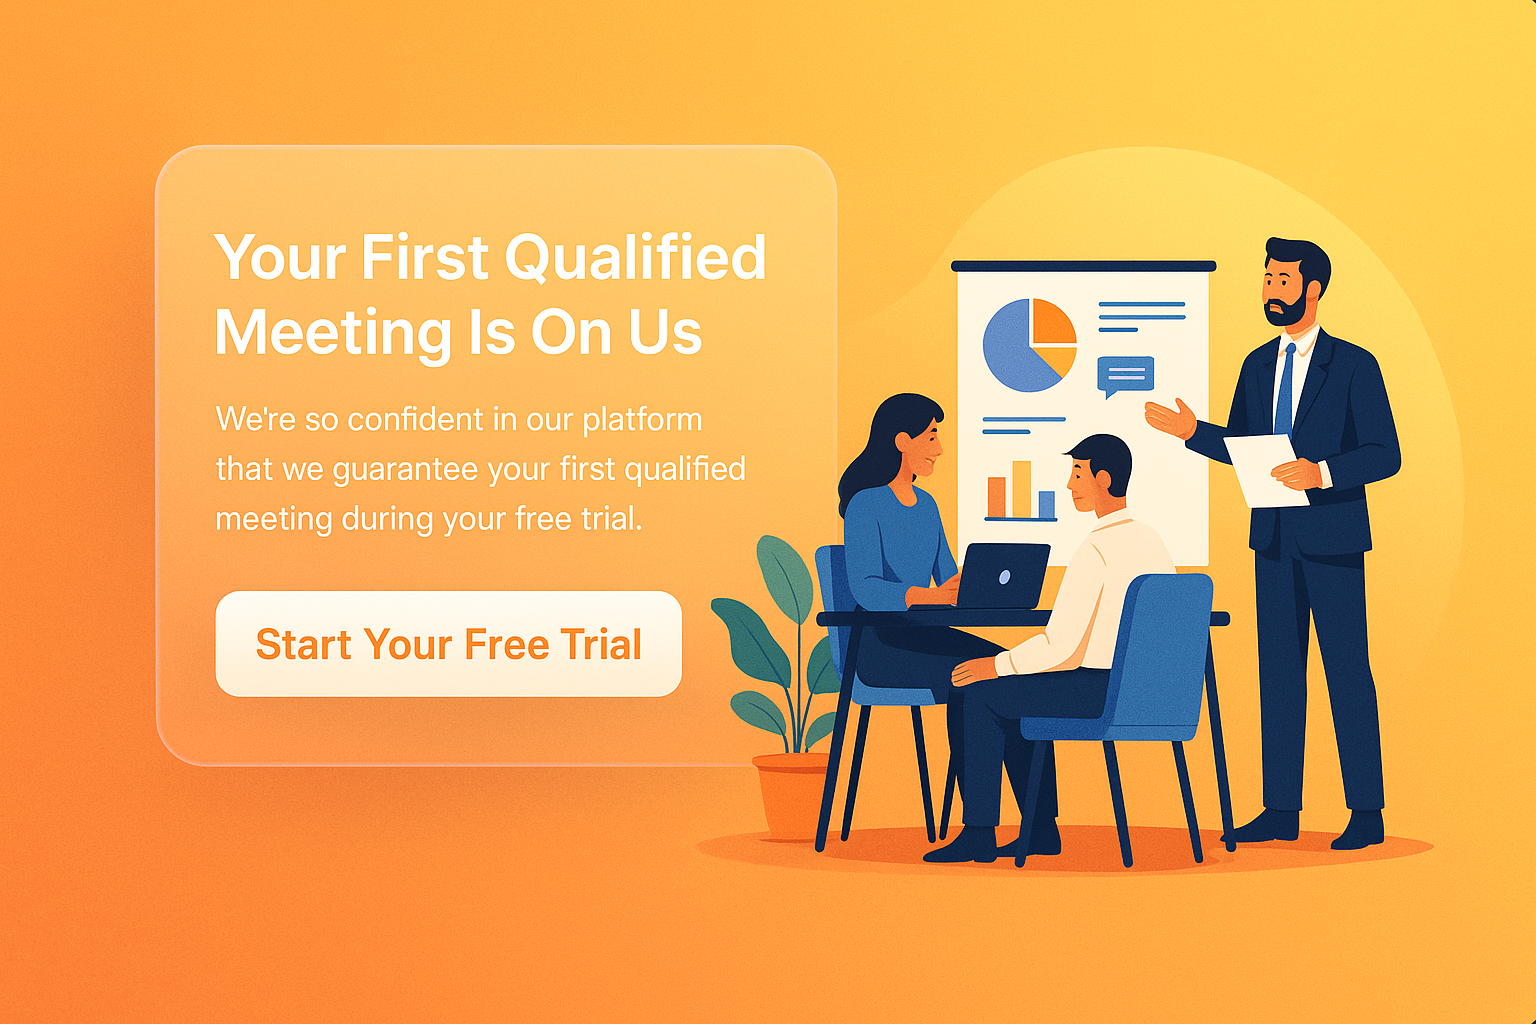 Your First Qualified
Meeting Is On Us
We're so confident in our platform
that we guarantee your first qualified
meeting during your free trial.
Start Your Free Trial